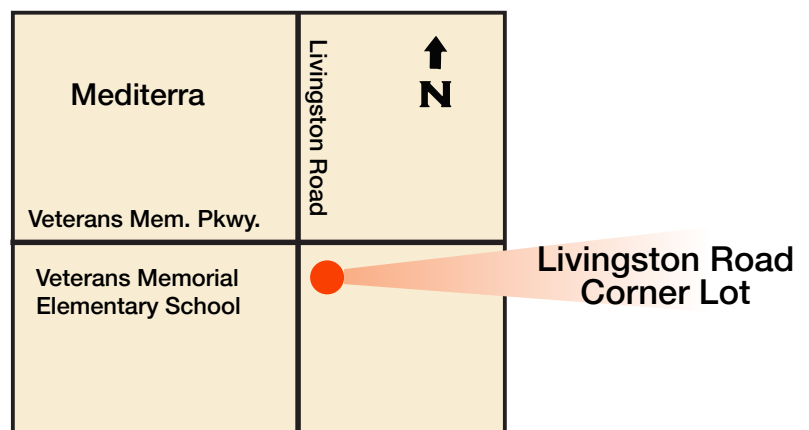 Mediterra
Livingston Road
N
Veterans Mem. Pkwy.
Veterans Memorial
Elementary School
Livingston Road
Corner Lot